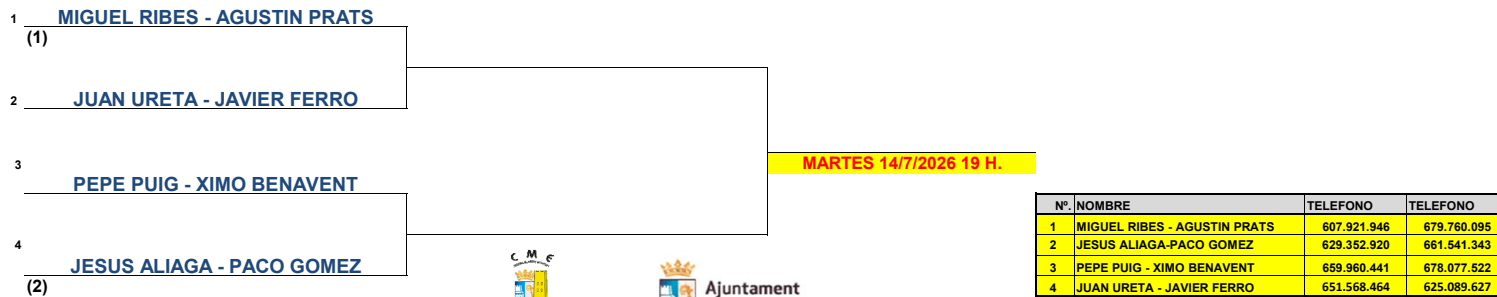 1 MIGUEL RIBES - AGUSTIN PRATS
(1)
2 JUAN URETA - JAVIER FERRO
3
PEPE PUIG - XIMO BENAVENT
4
JESUS ALIAGA - PACO GOMEZ
(2)
MARTES 14/7/2026 19 H.
Nº. NOMBRE TELEFONO TELEFONO
1 MIGUEL RIBES - AGUSTIN PRATS 607.921.946 679.760.095
2 JESUS ALIAGA-PACO GOMEZ 629.352.920 661.541.343
3 PEPE PUIG - XIMO BENAVENT 659.960.441 678.077.522
4 JUAN URETA - JAVIER FERRO 651.568.464 625.089.627
C M E
Ajuntament